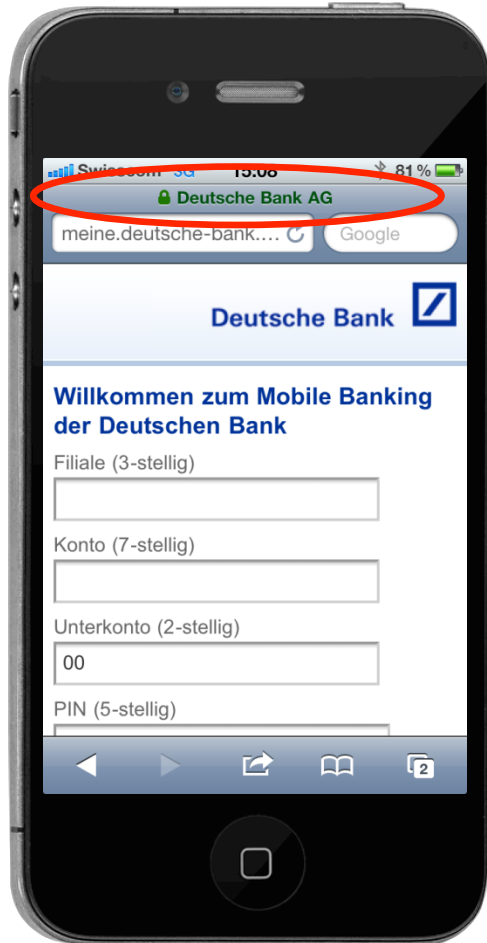 Swisscom 3G 15:08 81 %
Deutsche Bank AG
meine.deutsche-bank.... Google
Deutsche Bank
Willkommen zum Mobile Banking
der Deutschen Bank
Filiale (3-stellig)
Konto (7-stellig)
Unterkonto (2-stellig)
00
PIN (5-stellig)
2